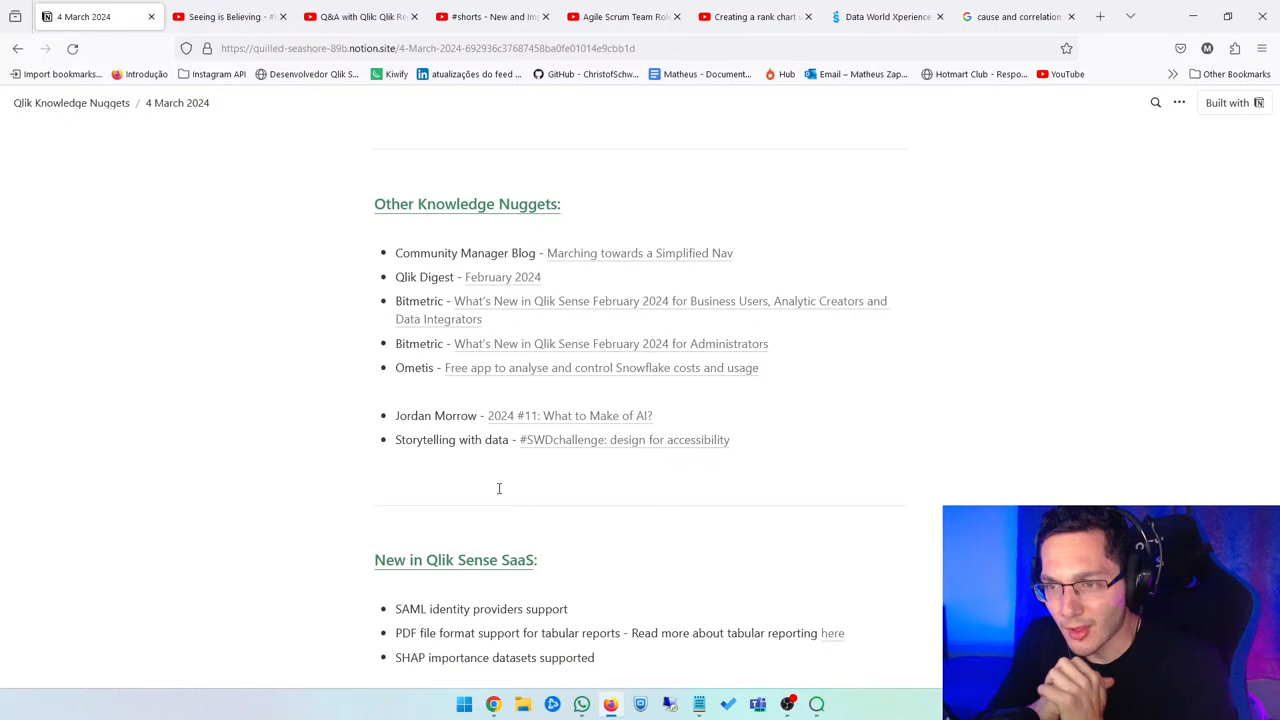 4 March 2024
Seeing is Believing - #
Q&A with Qlik: Qlik Re
#shorts - New and Im
Agile Scrum Team Rol
Creating a rank chart u
Data World Xperience
cause and correlation
https://quilled-seashore-89b.notion.site/4-March-2024-692936c37687458ba0fe01014e9cbb1d
Import bookmarks...
Introdução
Instagram API
Desenvolvedor Qlik S...
Kiwify
atualizações do feed ...
GitHub - ChristofSchw...
Matheus - Document...
Hub
Email – Matheus Zap...
Hotmart Club - Respo...
YouTube
Other Bookmarks
Qlik Knowledge Nuggets / 4 March 2024
Built with
Other Knowledge Nuggets:
• Community Manager Blog - Marching towards a Simplified Nav
• Qlik Digest - February 2024
• Bitmetric - What's New in Qlik Sense February 2024 for Business Users, Analytic Creators and
Data Integrators
• Bitmetric - What's New in Qlik Sense February 2024 for Administrators
• Ometis - Free app to analyse and control Snowflake costs and usage
• Jordan Morrow - 2024 #11: What to Make of AI?
• Storytelling with data - #SWDchallenge: design for accessibility
New in Qlik Sense SaaS:
• SAML identity providers support
• PDF file format support for tabular reports - Read more about tabular reporting here
• SHAP importance datasets supported